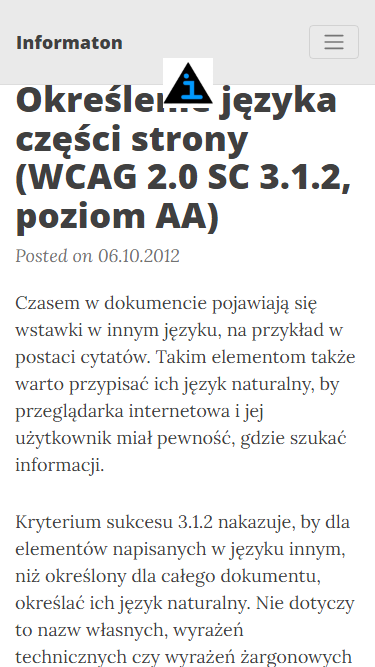 Informaton
Określenie języka
części strony
(WCAG 2.0 SC 3.1.2,
poziom AA)
Posted on 06.10.2012
Czasem w dokumencie pojawiają się
wstawki w innym języku, na przykład w
postaci cytatów. Takim elementom także
warto przypisać ich język naturalny, by
przeglądarka internetowa i jej
użytkownik miał pewność, gdzie szukać
informacji.
Kryterium sukcesu 3.1.2 nakazuje, by dla
elementów napisanych w języku innym,
niż określony dla całego dokumentu,
określać ich język naturalny. Nie dotyczy
to nazw własnych, wyrażeń
technicznych czy wyrażeń żargonowych